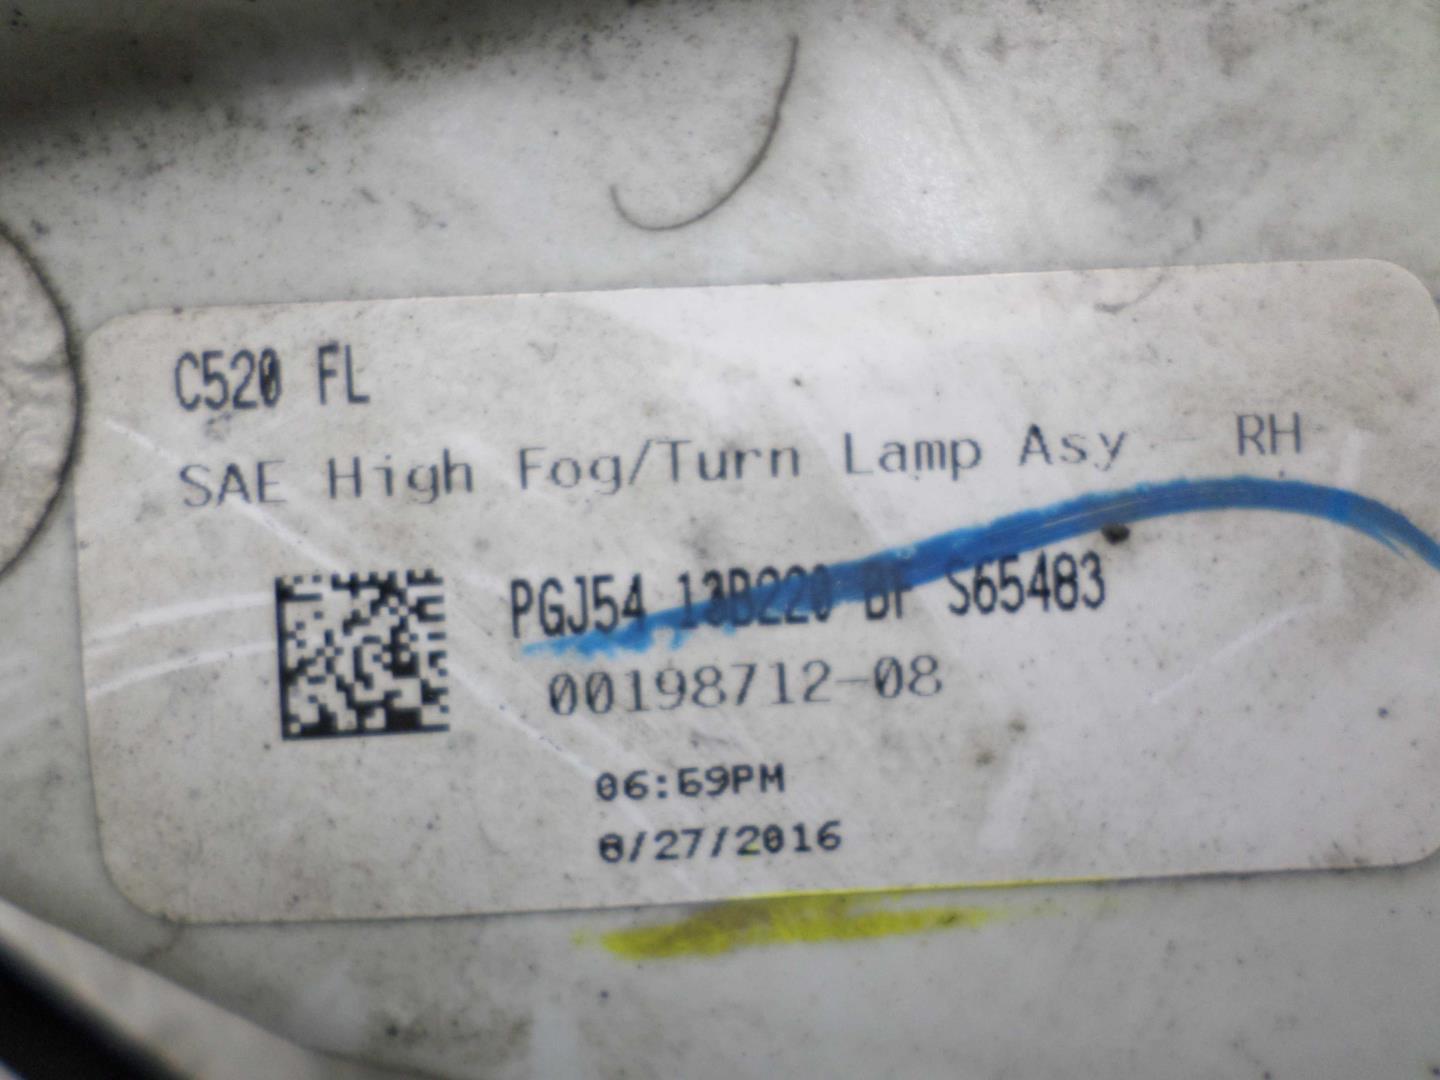 C520 FL
SAE High Fog/Turn Lamp Asy - RH
PGJ54 13B220 BF S65483
00198712-08
06:59PM
8/27/2016